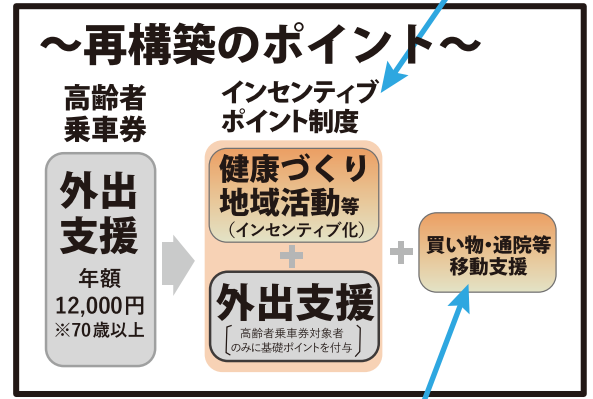 ～再構築のポイント～
高齢者
乗車券
外出
支援
年額
12,000円
※70歳以上
インセンティブ
ポイント制度
健康づくり
地域活動等
（インセンティブ化）
＋
外出支援
高齢者乗車券対象者
のみに基礎ポイントを付与
＋
買い物・通院等
移動支援